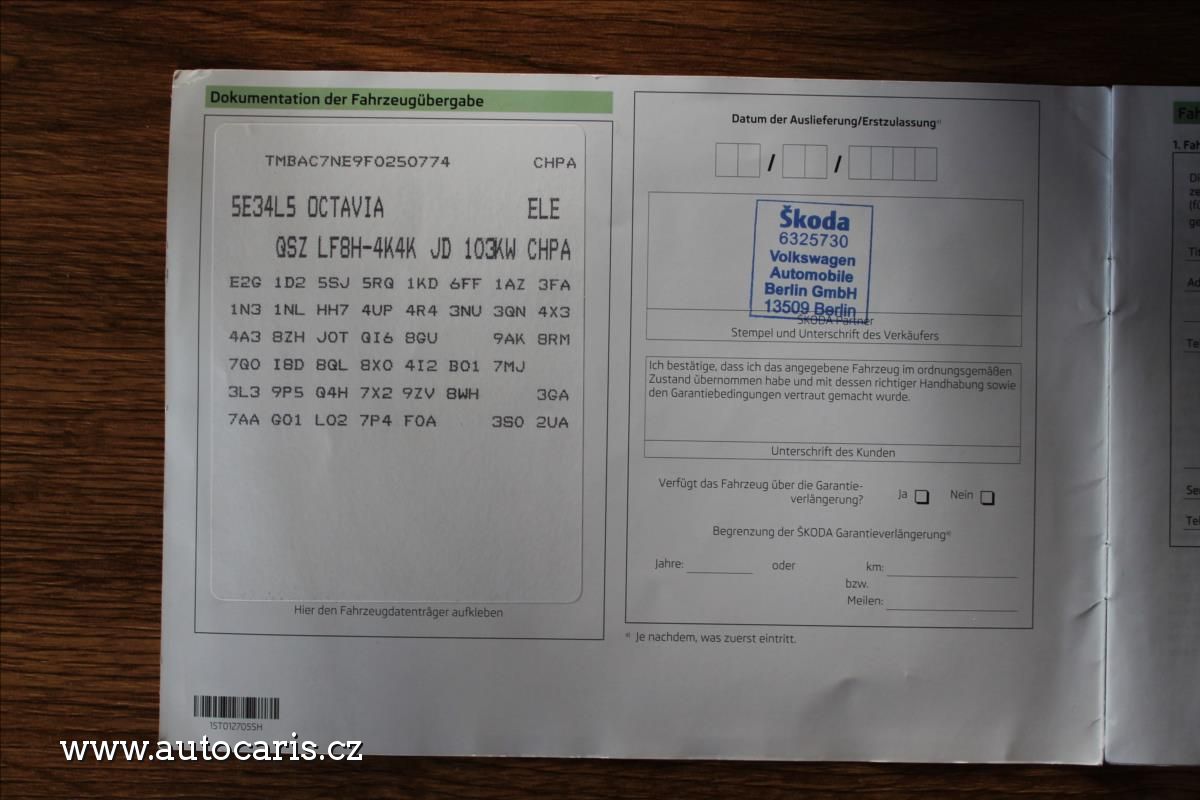 Dokumentation der Fahrzeugübergabe
TMBAC7NE9F0250774 CHPA
5E34L5 OCTAVIA ELE
QSZ LF8H-4K4K JD 103KW CHPA
E2G 1D2 5SJ 5RQ 1KD 6FF 1AZ 3FA
1N3 1NL HH7 4UP 4R4 3NU 3QN 4X3
4A3 8ZH J0T QI6 8GU 9AK 8RM
7Q0 I8D 8QL 8X0 4I2 B01 7MJ
3L3 9P5 Q4H 7X2 9ZV 8WH 3GA
7AA G01 L02 7P4 F0A 3S0 2UA
Hier den Fahrzeugdatenträger aufkleben
1ST012705SH
Datum der Auslieferung/Erstzulassung*⁾
/ /
Škoda
6325730
Volkswagen
Automobile
Berlin GmbH
13509 Berlin
ŠKODA Partner
Stempel und Unterschrift des Verkäufers
Ich bestätige, dass ich das angegebene Fahrzeug im ordnungsgemäßen
Zustand übernommen habe und mit dessen richtiger Handhabung sowie
den Garantiebedingungen vertraut gemacht wurde.
Unterschrift des Kunden
Verfügt das Fahrzeug über die Garantie-
verlängerung? Ja Nein
Begrenzung der ŠKODA Garantieverlängerung*⁾
Jahre: oder km:
bzw.
Meilen:
*⁾ Je nachdem, was zuerst eintritt.
www.autocaris.cz